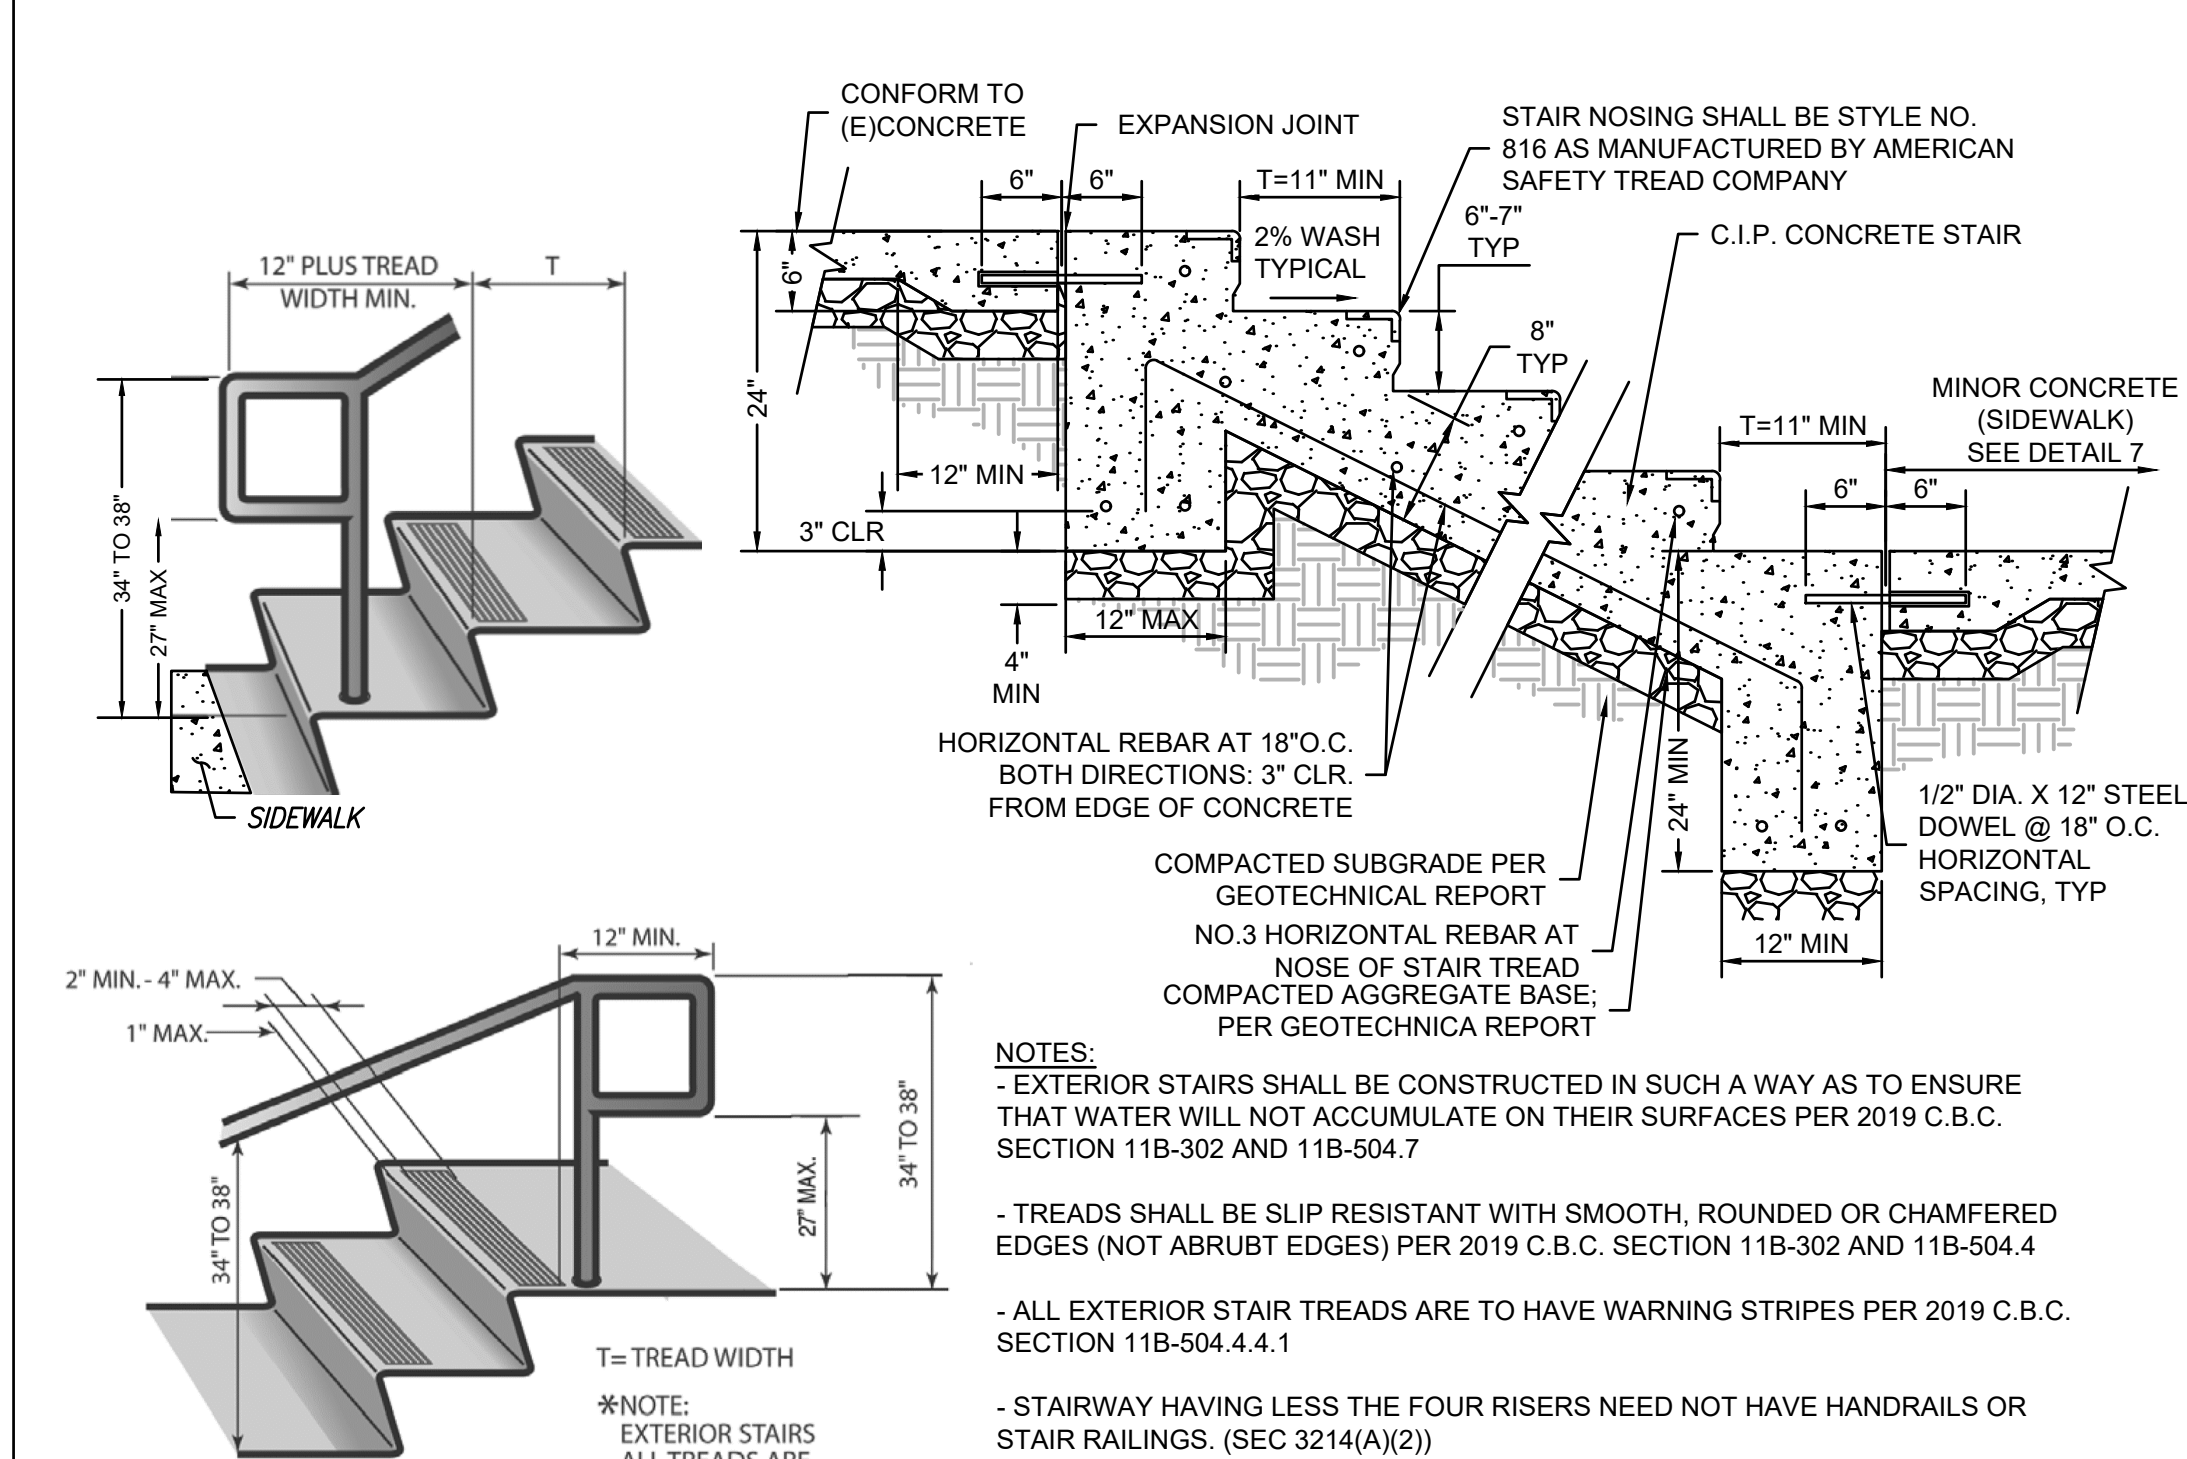 CONFORM TO
(E)CONCRETE
EXPANSION JOINT
STAIR NOSING SHALL BE STYLE NO.
816 AS MANUFACTURED BY AMERICAN
SAFETY TREAD COMPANY
6"
6"
T=11" MIN
6"-7"
TYP
2% WASH
TYPICAL
C.I.P. CONCRETE STAIR
6"
24"
8"
TYP
12" MIN
3" CLR
12" MAX
4"
MIN
MINOR CONCRETE
(SIDEWALK)
SEE DETAIL 7
T=11" MIN
6"
6"
24" MIN
12" MIN
HORIZONTAL REBAR AT 18"O.C.
BOTH DIRECTIONS: 3" CLR.
FROM EDGE OF CONCRETE
1/2" DIA. X 12" STEEL
DOWEL @ 18" O.C.
HORIZONTAL
SPACING, TYP
COMPACTED SUBGRADE PER
GEOTECHNICAL REPORT
NO.3 HORIZONTAL REBAR AT
NOSE OF STAIR TREAD
COMPACTED AGGREGATE BASE;
PER GEOTECHNICA REPORT
12" PLUS TREAD
WIDTH MIN.
T
34" TO 38"
27" MAX
SIDEWALK
12" MIN.
2" MIN. - 4" MAX.
1" MAX.
34" TO 38"
27" MAX.
34" TO 38"
T= TREAD WIDTH
*NOTE:
EXTERIOR STAIRS
ALL TREADS ARE
NOTES:
- EXTERIOR STAIRS SHALL BE CONSTRUCTED IN SUCH A WAY AS TO ENSURE
THAT WATER WILL NOT ACCUMULATE ON THEIR SURFACES PER 2019 C.B.C.
SECTION 11B-302 AND 11B-504.7
- TREADS SHALL BE SLIP RESISTANT WITH SMOOTH, ROUNDED OR CHAMFERED
EDGES (NOT ABRUBT EDGES) PER 2019 C.B.C. SECTION 11B-302 AND 11B-504.4
- ALL EXTERIOR STAIR TREADS ARE TO HAVE WARNING STRIPES PER 2019 C.B.C.
SECTION 11B-504.4.4.1
- STAIRWAY HAVING LESS THE FOUR RISERS NEED NOT HAVE HANDRAILS OR
STAIR RAILINGS. (SEC 3214(A)(2))